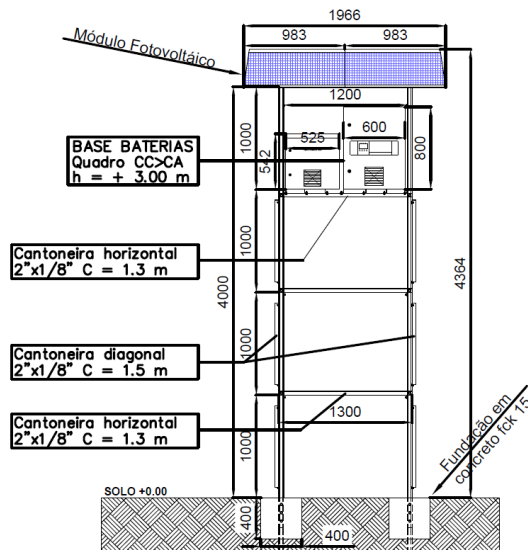 1966
983
983
Módulo Fotovoltáico
1200
1000
525
600
542
800
BASE BATERIAS
Quadro CC>CA
h = + 3.00 m
1000
Cantoneira horizontal
2"x1/8" C = 1.3 m
4000
4364
1000
Cantoneira diagonal
2"x1/8" C = 1.5 m
Cantoneira horizontal
2"x1/8" C = 1.3 m
1300
1000
Fundação em
concreto fck 15
SOLO +0.00
400
400